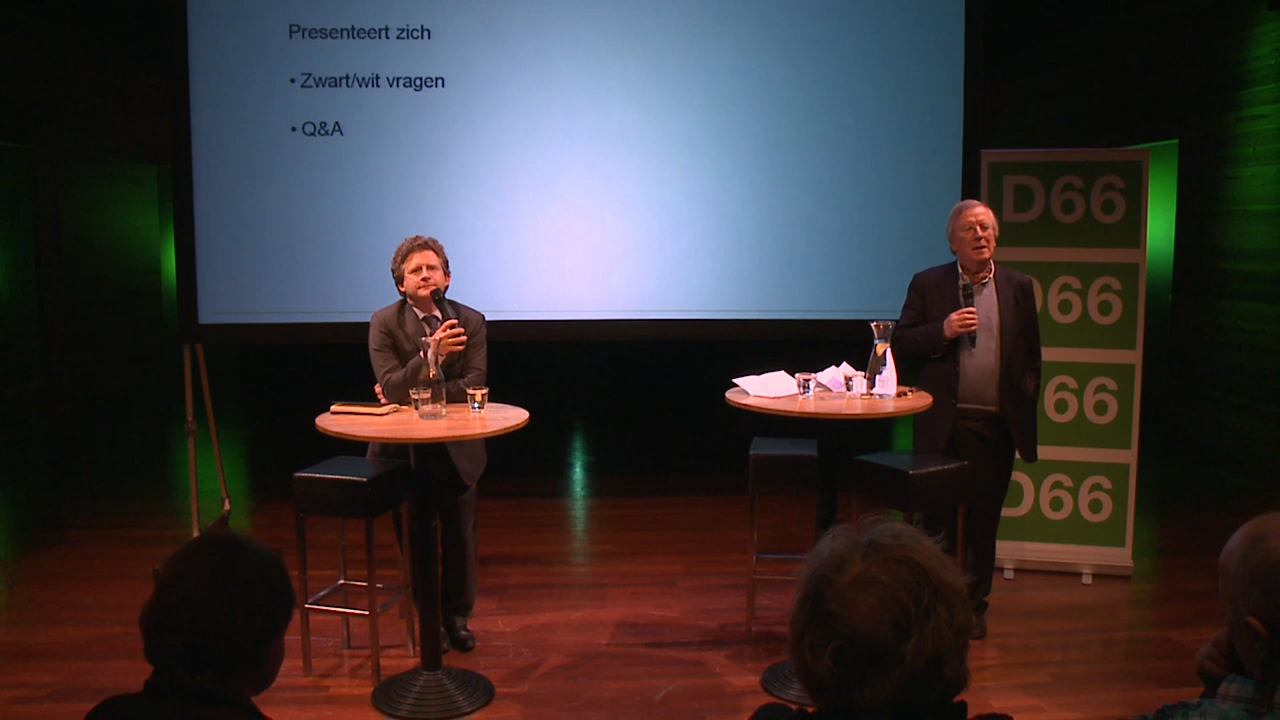 Presenteert zich
• Zwart/wit vragen
• Q&A
D66
D66
D66
D66